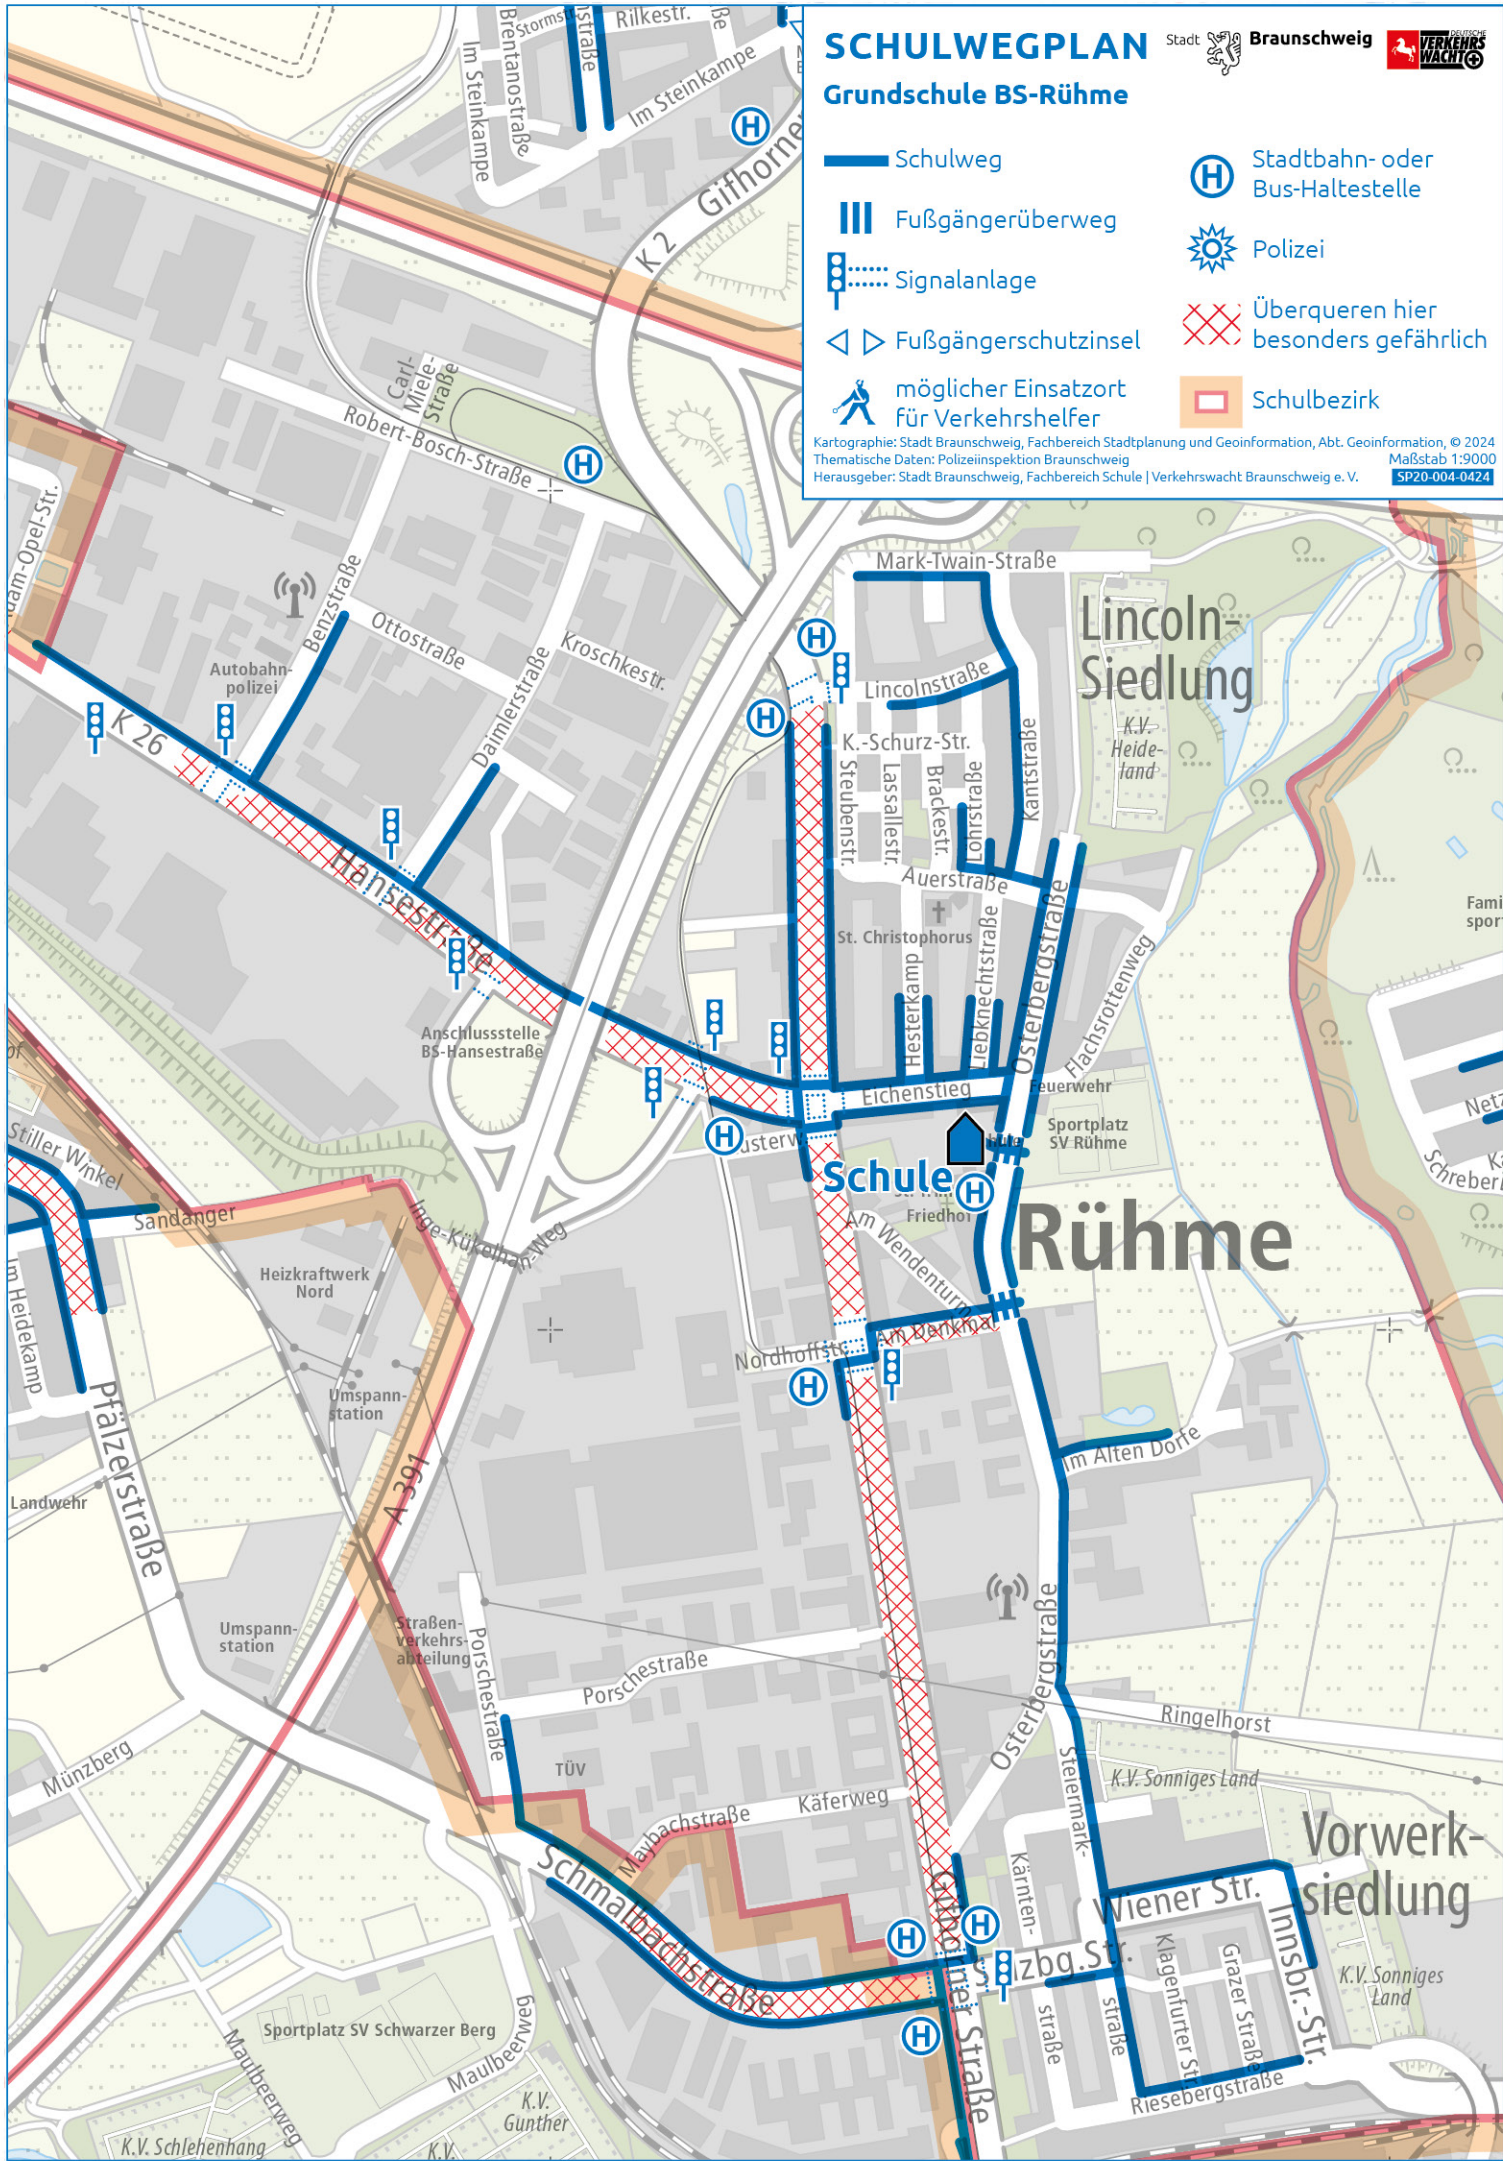 SCHULWEGPLAN
Stadt
Braunschweig
DEUTSCHE
VERKEHRS
WACHT
Grundschule BS-Rühme
Schulweg
Fußgängerüberweg
Signalanlage
Fußgängerschutzinsel
möglicher Einsatzort
für Verkehrshelfer
H
Stadtbahn- oder
Bus-Haltestelle
Polizei
Überqueren hier
besonders gefährlich
Schulbezirk
Kartographie: Stadt Braunschweig, Fachbereich Stadtplanung und Geoinformation, Abt. Geoinformation, © 2024
Thematische Daten: Polizeiinspektion Braunschweig
Maßstab 1:9000
Herausgeber: Stadt Braunschweig, Fachbereich Schule | Verkehrswacht Braunschweig e. V.
SP20-004-0424
Stormstr.
Rilkestr.
Brentanostraße
Im Steinkampe
Im Steinkampe
H
K 2
Carl-
Miele-
Straße
Robert-Bosch-Straße
H
Benzstraße
Ottostraße
Kroschkestr.
Daimlerstraße
Autobahn-
polizei
K 26
Hansestraße
Anschlussstelle
BS-Hansestraße
Mark-Twain-Straße
Lincoln-
Siedlung
Lincolnstraße
H
H
K.-Schurz-Str.
Steubenstr.
Lassallestr.
Brackestr.
Lohrstraße
Kantstraße
K.V.
Heide-
land
Auerstraße
St. Christophorus
Hesterkamp
Liebknechtstraße
Osterbergstraße
Flachsrottenweg
Eichenstieg
Feuerwehr
Sportplatz
SV Rühme
H
Schule
H
Friedhof
Rühme
Am Wendenturm
Am Denkmal
Nordhoffstr.
H
Im Alten Dorfe
Stiller Winkel
Sandanger
Im Heidekamp
Heizkraftwerk
Nord
Inge-Kükelhan-Weg
Umspann-
station
Pfälzerstraße
A 391
Landwehr
Umspann-
station
Straßen-
verkehrs-
abteilung
Porschestraße
Porschestraße
Osterbergstraße
Ringelhorst
Münzberg
TÜV
Käferweg
Maybachstraße
Steiermark-
K.V. Sonniges Land
Vorwerk-
siedlung
Schmalbachstraße
Gifhorner Straße
Kärnten-
Wiener Str.
Innsbr.-Str.
H
H
H
straße
straße
Klagenfurter Str.
Grazer Straße
K.V. Sonniges
Land
Riesebergstraße
Sportplatz SV Schwarzer Berg
Maulbeerweg
Maulbeerweg
K.V.
Gunther
K.V. Schlehenhang
K.V.